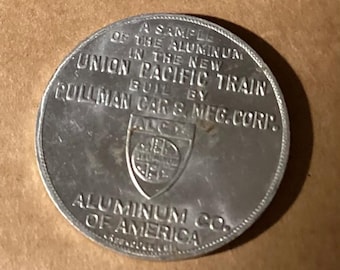 A SAMPLE
OF THE ALUMINUM
IN THE NEW
UNION PACIFIC TRAIN
BUILT BY
PULLMAN CAR & MFG. CORP.
ALUMINUM CO.
OF AMERICA